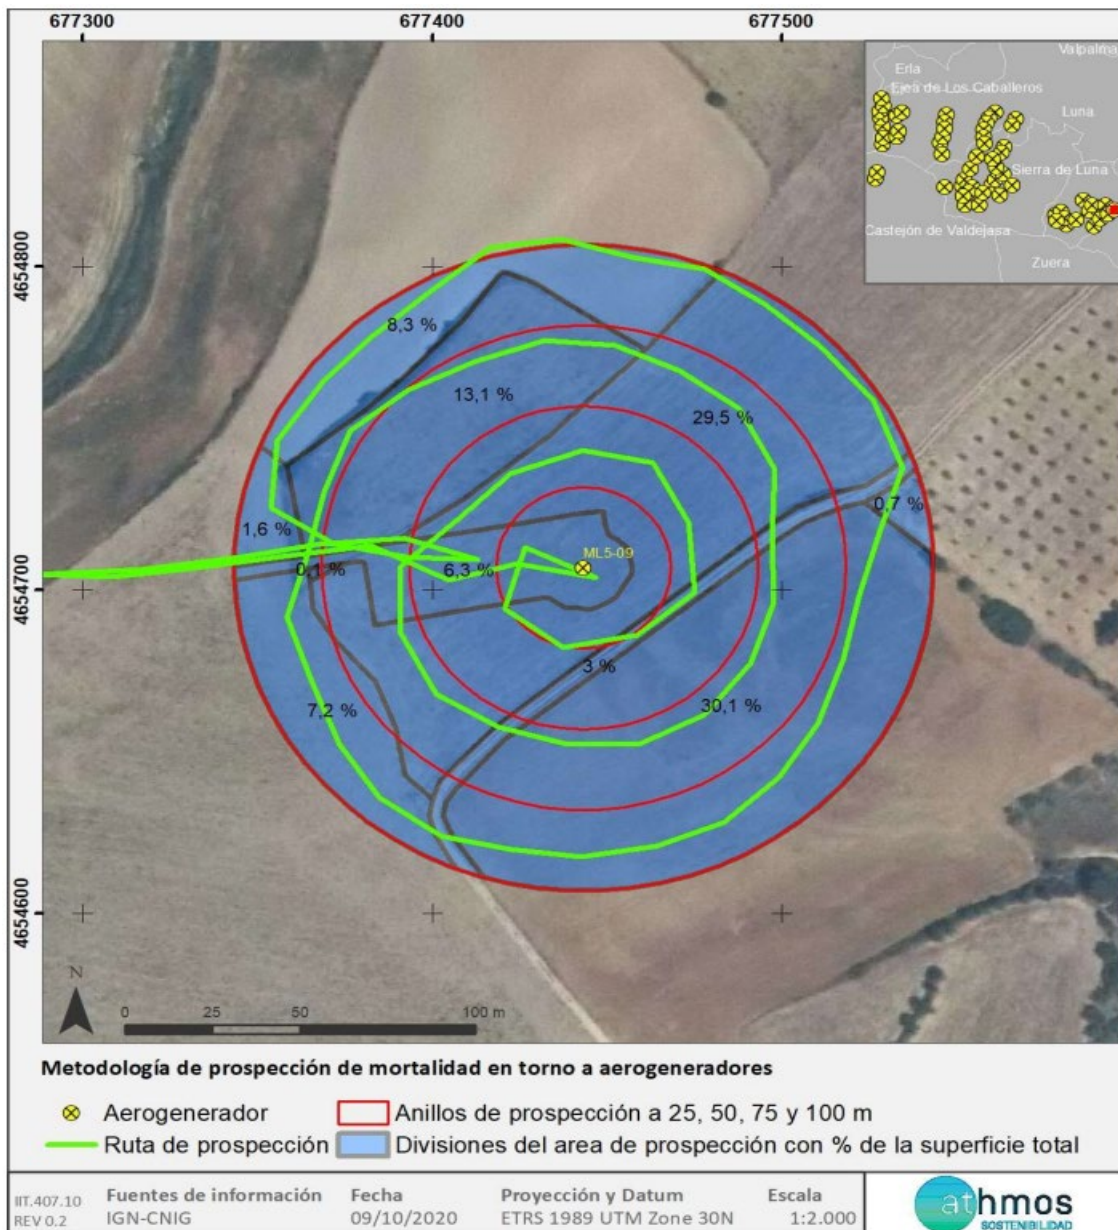 677300 677400 677500
Valpalma
Erla
Ejea de Los Caballeros
Luna
Sierra de Luna
Castejón de Valdejasa
Zuera
4654800
8,3 %
13,1 %
29,5 %
0,7 %
1,6 %
ML5-09
0,1 %
6,3 %
4654700
3 %
7,2 %
30,1 %
4654600
N
0 25 50 100 m
Metodología de prospección de mortalidad en torno a aerogeneradores
Aerogenerador Anillos de prospección a 25, 50, 75 y 100 m
Ruta de prospección Divisiones del area de prospección con % de la superficie total
IIT.407.10 Fuentes de información Fecha Proyección y Datum Escala
REV 0.2 IGN-CNIG 09/10/2020 ETRS 1989 UTM Zone 30N 1:2.000
athmos
SOSTENIBILIDAD